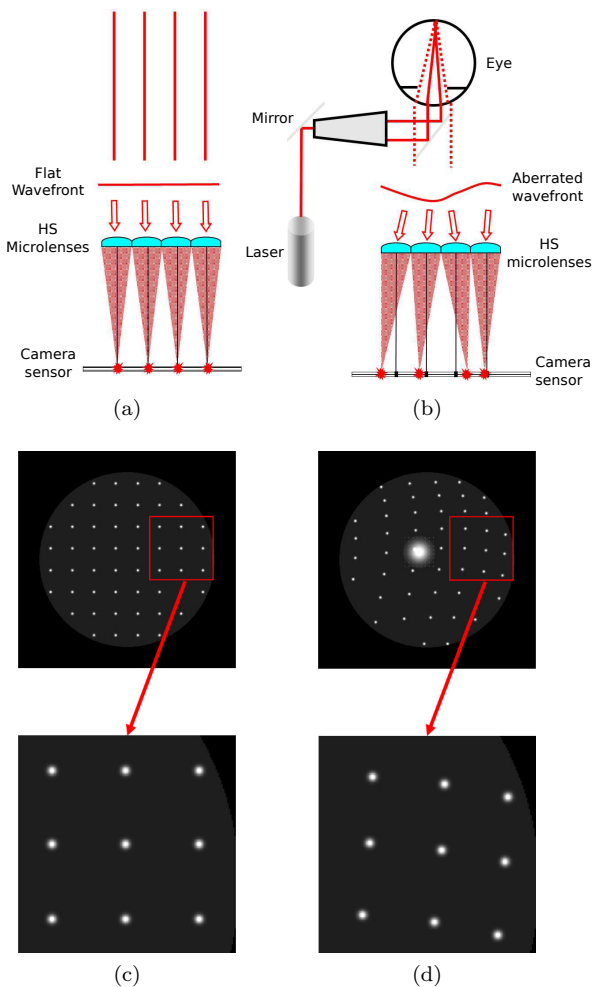 Flat
Wavefront
HS
Microlenses
Camera
sensor
(a)
Eye
Mirror
Laser
Aberrated
wavefront
HS
microlenses
Camera
sensor
(b)
(c)
(d)